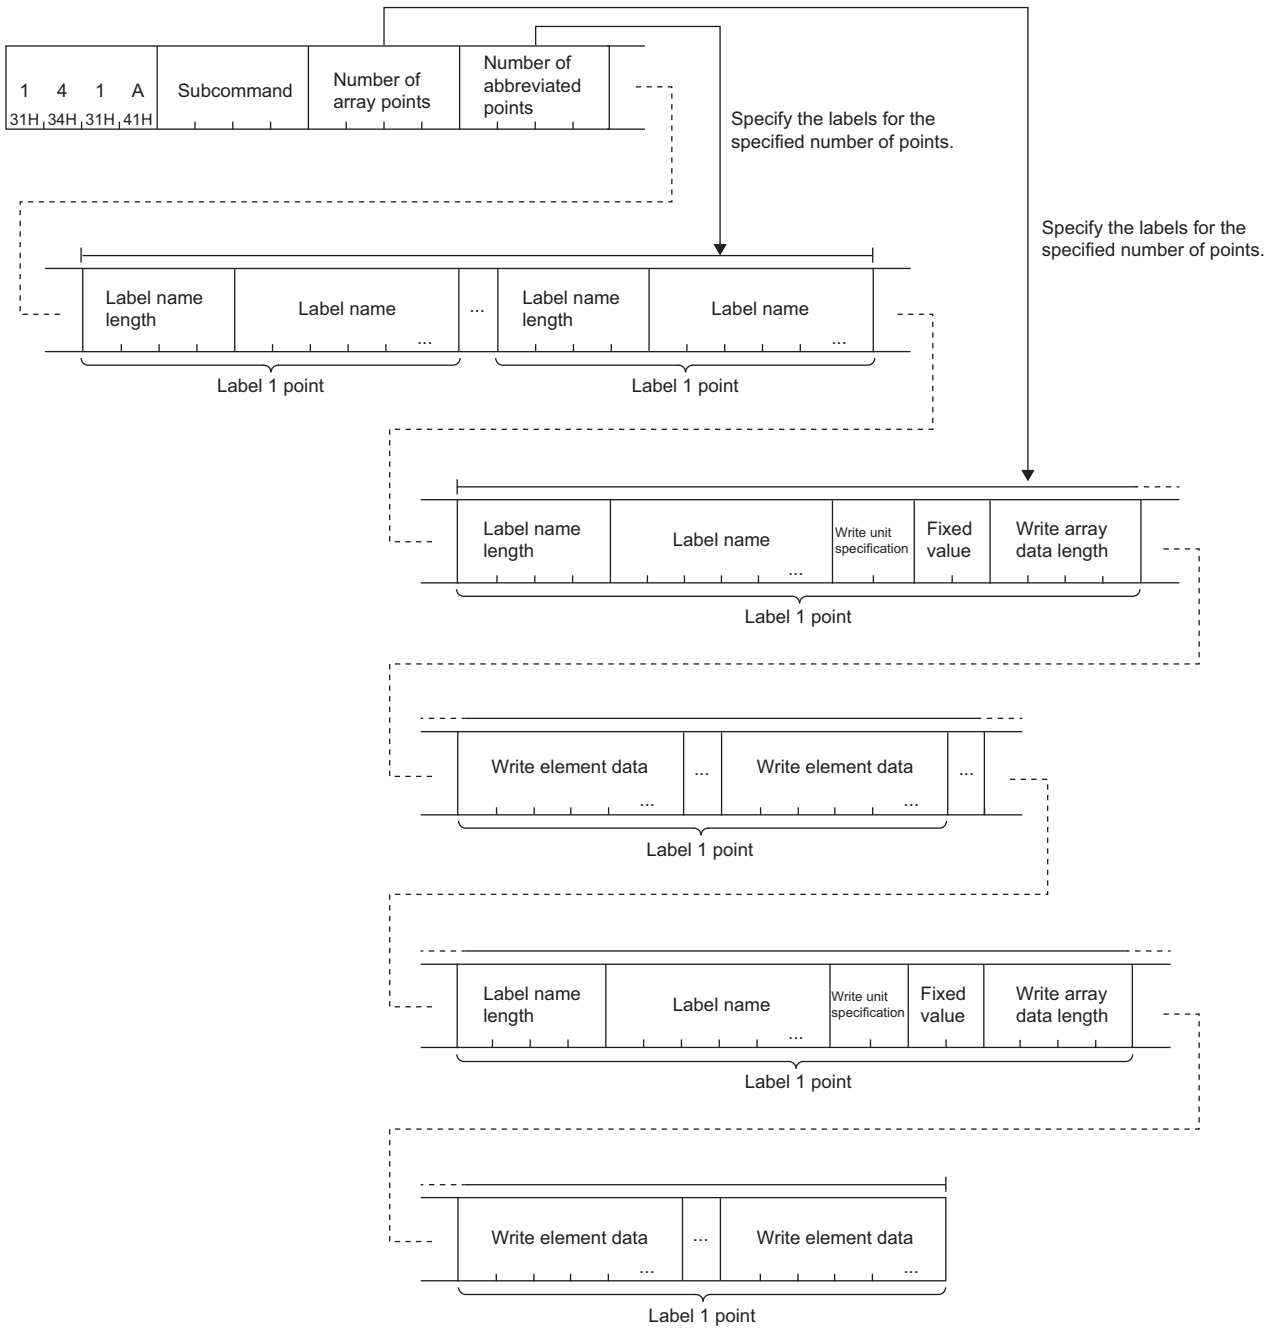 1 4 1 A
31H 34H 31H 41H
Subcommand
Number of
array points
Number of
abbreviated
points
Specify the labels for the
specified number of points.
Specify the labels for the
specified number of points.
Label name
length
Label name
...
...
Label name
length
Label name
...
Label 1 point
Label 1 point
Label name
length
Label name
...
Write unit
specification
Fixed
value
Write array
data length
Label 1 point
Write element data
...
...
Write element data
...
...
Label 1 point
Label name
length
Label name
...
Write unit
specification
Fixed
value
Write array
data length
Label 1 point
Write element data
...
...
Write element data
...
Label 1 point